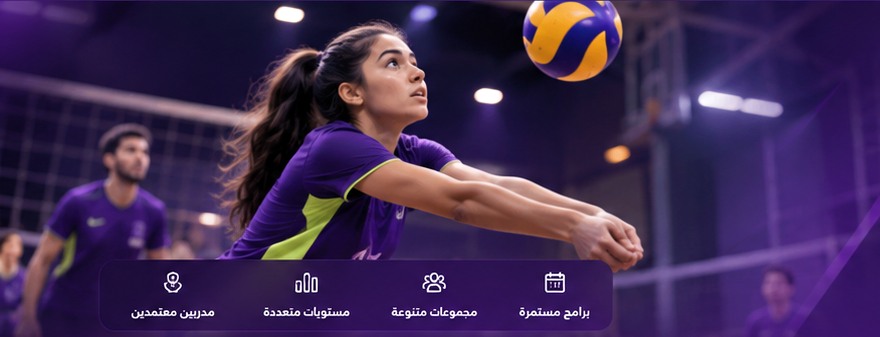 برامج مستمرة
مجموعات متنوعة
مستويات متعددة
مدربين معتمدين